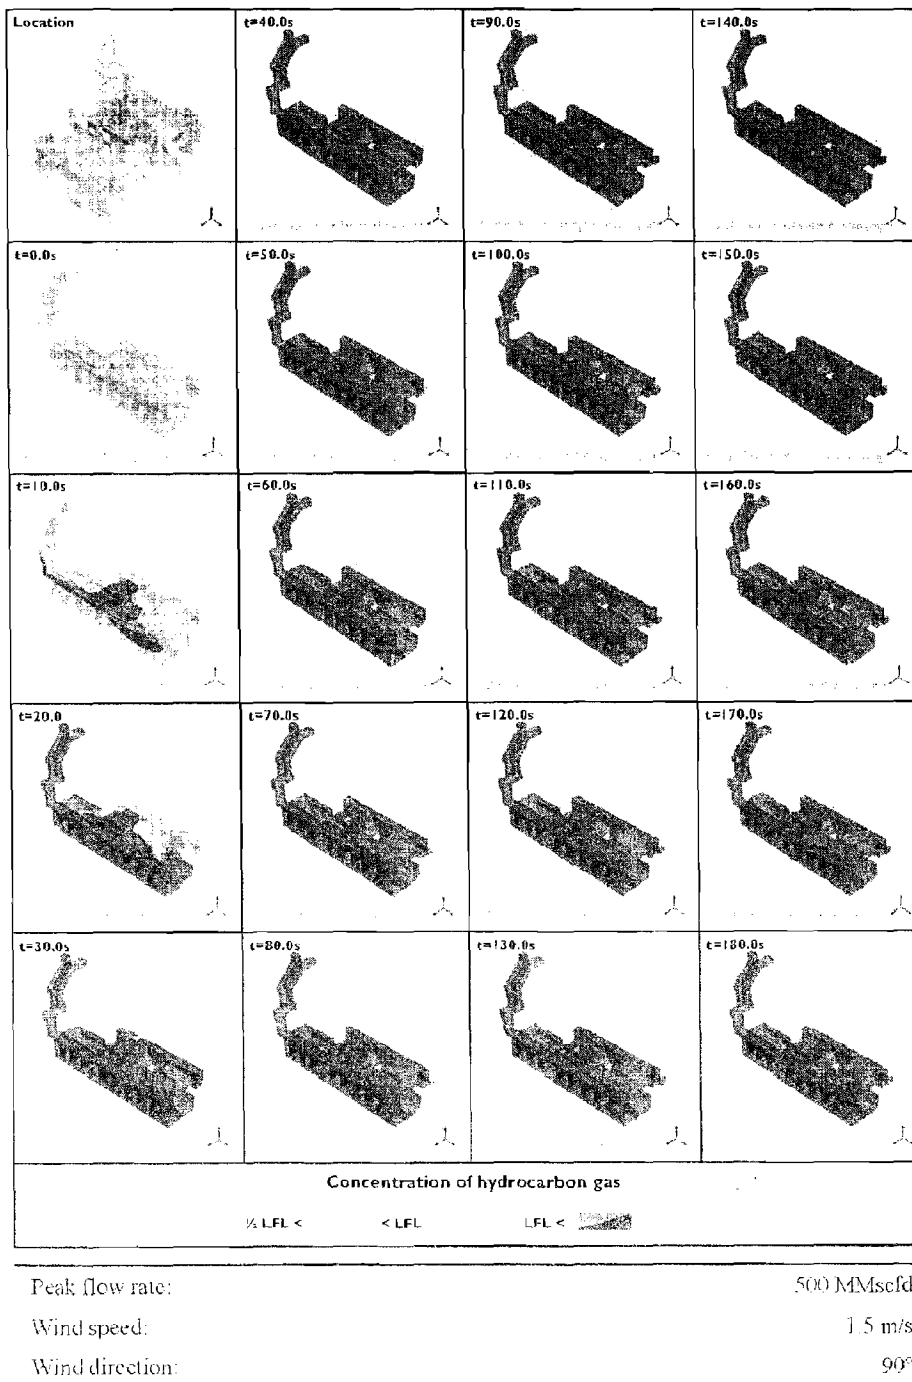 Location
t=40.0s
t=90.0s
t=140.0s
t=0.0s
t=50.0s
t=100.0s
t=150.0s
t=10.0s
t=60.0s
t=110.0s
t=160.0s
t=20.0
t=70.0s
t=120.0s
t=170.0s
t=30.0s
t=80.0s
t=130.0s
t=180.0s
Concentration of hydrocarbon gas
½ LFL < < LFL LFL <
Peak flow rate: 500 MMscfd
Wind speed: 1.5 m/s
Wind direction: 90°